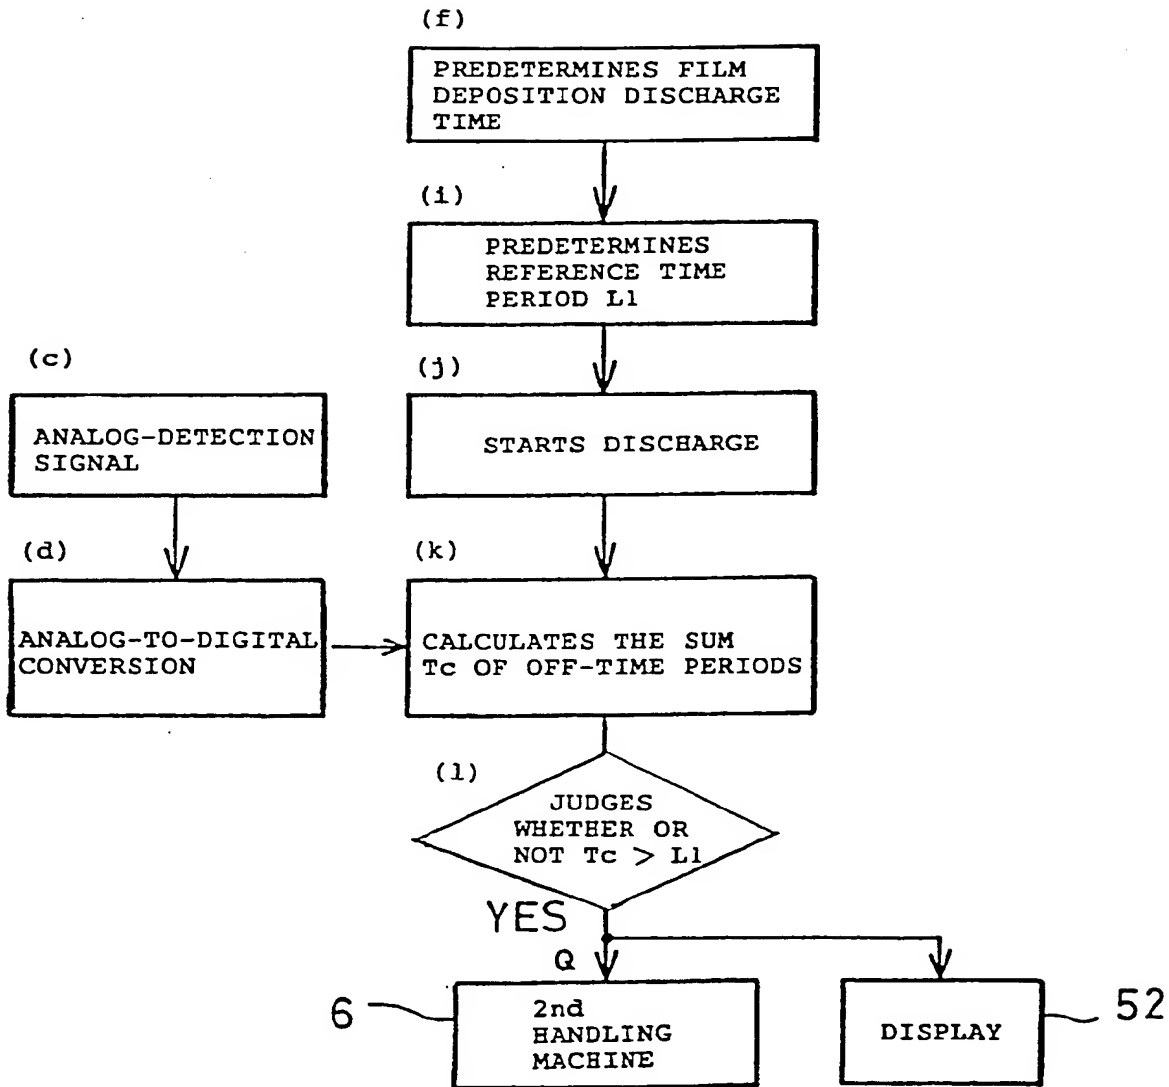 (f)
PREDETERMINES FILM
DEPOSITION DISCHARGE
TIME
(i)
PREDETERMINES
REFERENCE TIME
PERIOD L1
(c)
ANALOG-DETECTION
SIGNAL
(j)
STARTS DISCHARGE
(d)
ANALOG-TO-DIGITAL
CONVERSION
(k)
CALCULATES THE SUM
Tc OF OFF-TIME PERIODS
(l)
JUDGES
WHETHER OR
NOT Tc > L1
YES
Q
6
2nd
HANDLING
MACHINE
DISPLAY
52